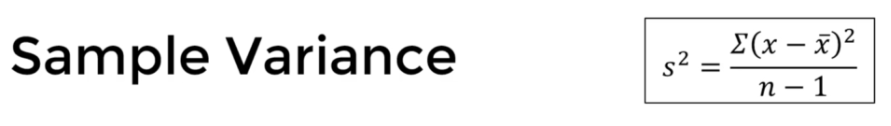 Sample Variance
s² = Σ(x − x̄)² / n − 1